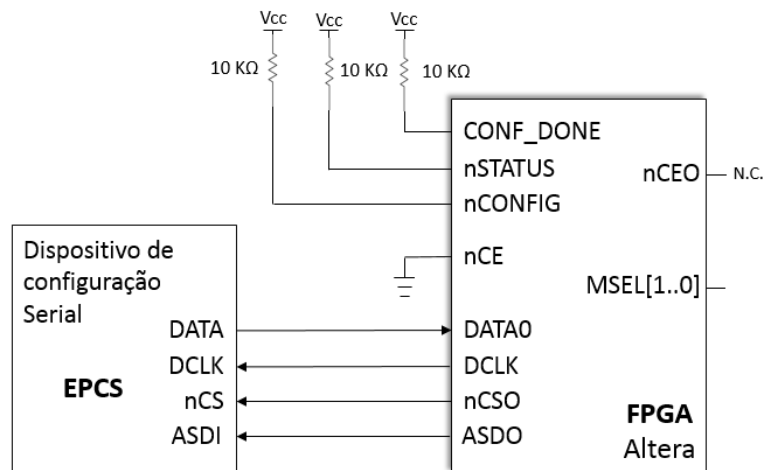 Vcc
Vcc
Vcc
10 KΩ
10 KΩ
10 KΩ
CONF_DONE
nSTATUS
nCONFIG
nCE
nCEO
N.C.
MSEL[1..0]
Dispositivo de
configuração
Serial
EPCS
DATA
DCLK
nCS
ASDI
DATA0
DCLK
nCSO
ASDO
FPGA
Altera